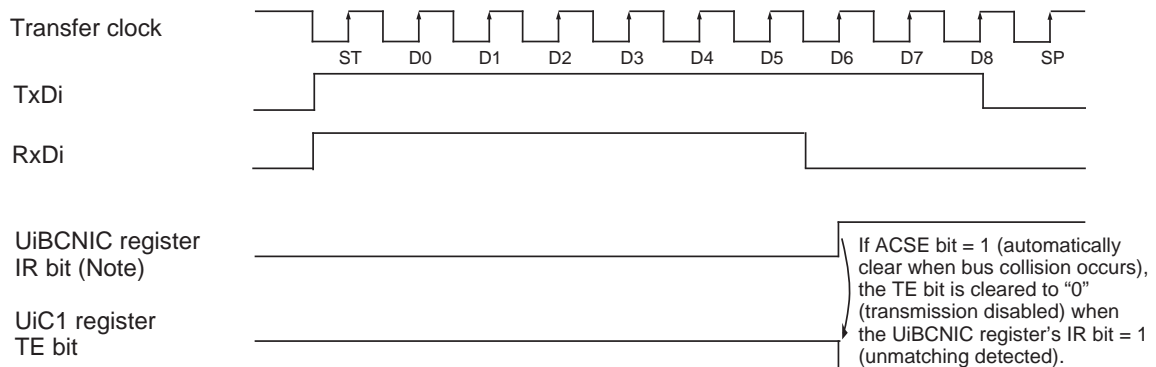 Transfer clock
ST D0 D1 D2 D3 D4 D5 D6 D7 D8 SP
TxDi
RxDi
UiBCNIC register
IR bit (Note)
If ACSE bit = 1 (automatically
clear when bus collision occurs),
the TE bit is cleared to “0”
(transmission disabled) when
the UiBCNIC register’s IR bit = 1
(unmatching detected).
UiC1 register
TE bit